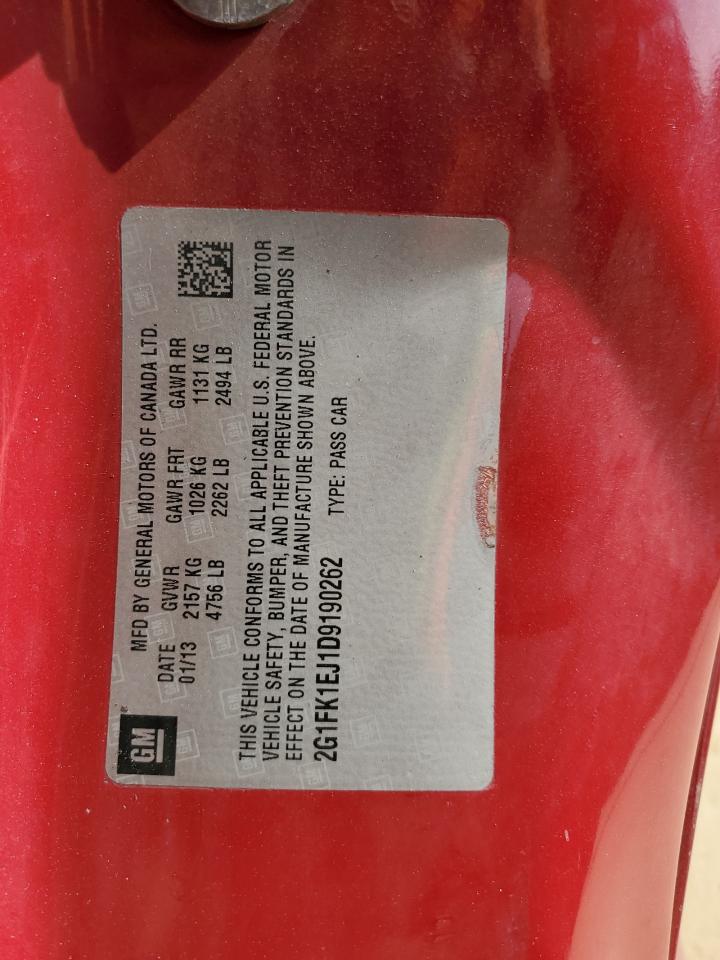 GM
MFD BY GENERAL MOTORS OF CANADA LTD.
DATE GVWR GAWR FRT GAWR RR
01/13 2157 KG 1026 KG 1131 KG
4756 LB 2262 LB 2494 LB
THIS VEHICLE CONFORMS TO ALL APPLICABLE U.S. FEDERAL MOTOR
VEHICLE SAFETY, BUMPER, AND THEFT PREVENTION STANDARDS IN
EFFECT ON THE DATE OF MANUFACTURE SHOWN ABOVE.
2G1FK1EJ1D9190262 TYPE: PASS CAR